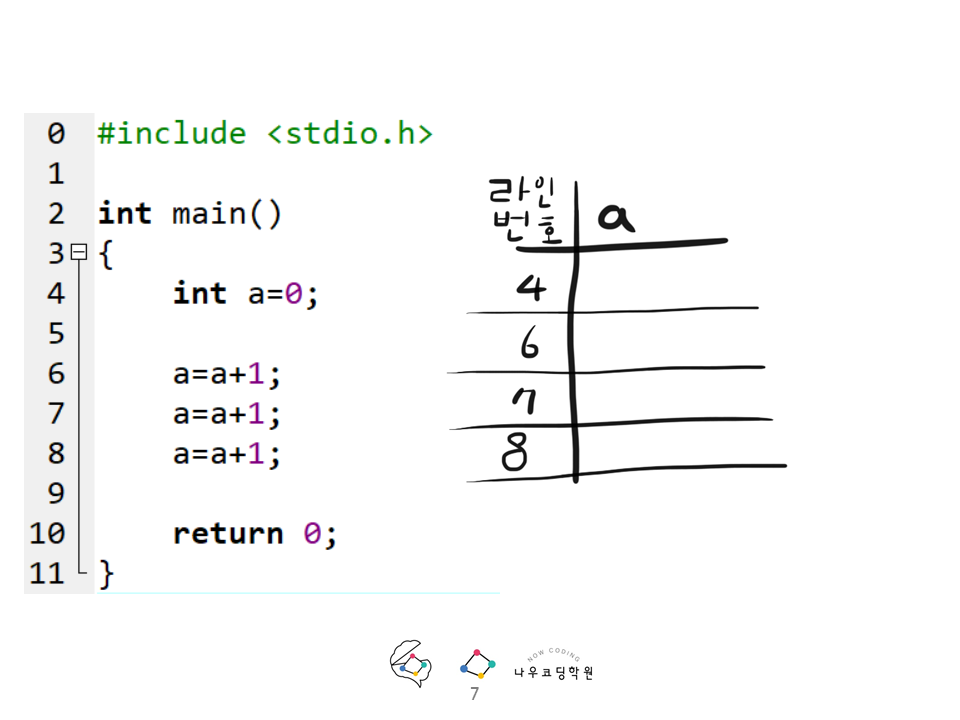 0 #include <stdio.h>
1
2 int main()
3 {
4 int a=0;
5
6 a=a+1;
7 a=a+1;
8 a=a+1;
9
10 return 0;
11 }
라인
번호 a
4
6
7
8
NOW CODING
나우코딩학원
7